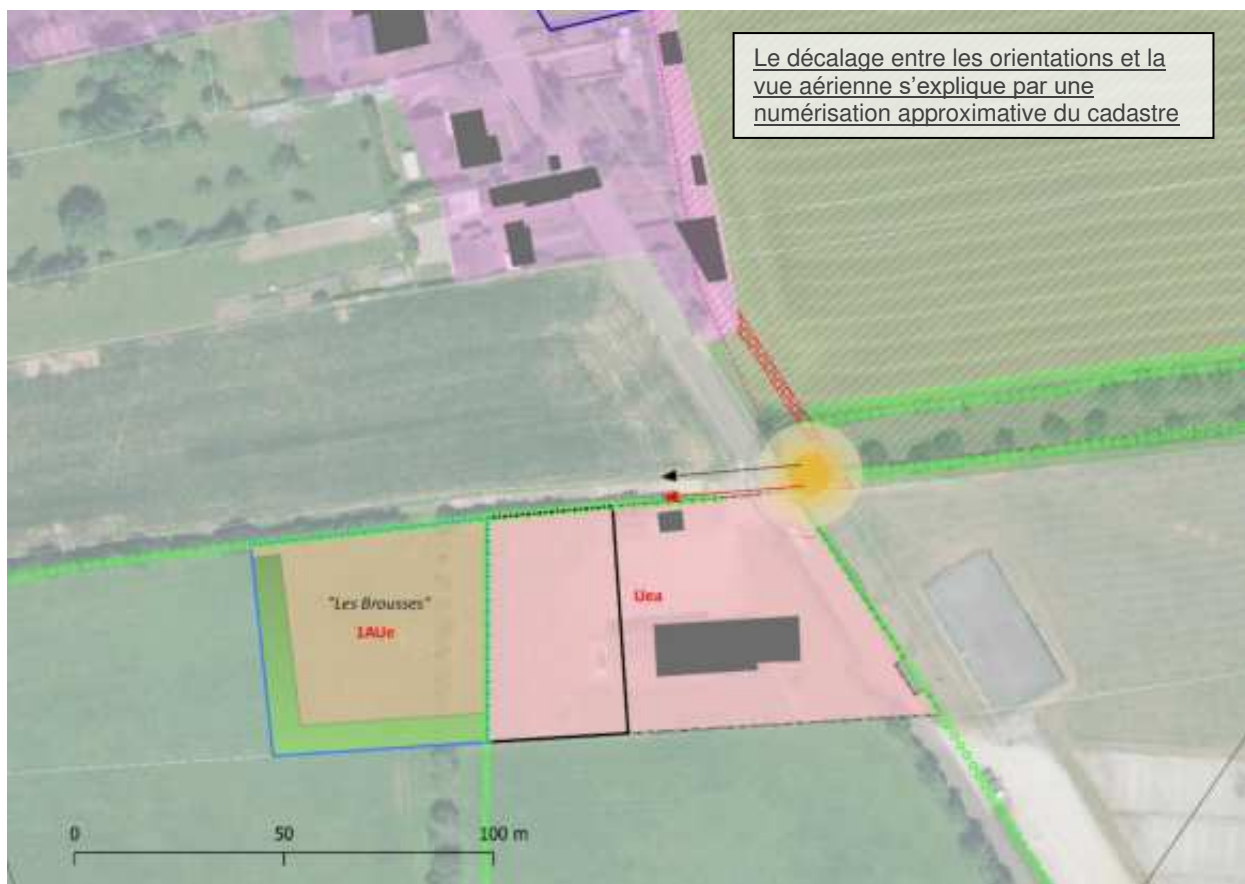 Le décalage entre les orientations et la
vue aérienne s’explique par une
numérisation approximative du cadastre
"Les Brousses"
1AUe
Uea
0 50 100 m